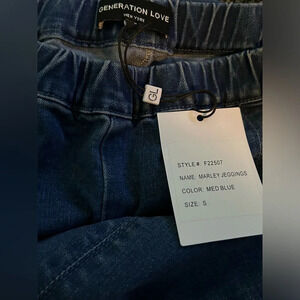 GENERATION LOVE
NEW YORK
GL
STYLE#: F22507
NAME: MARLEY JEGGINGS
COLOR: MED BLUE
SIZE: S